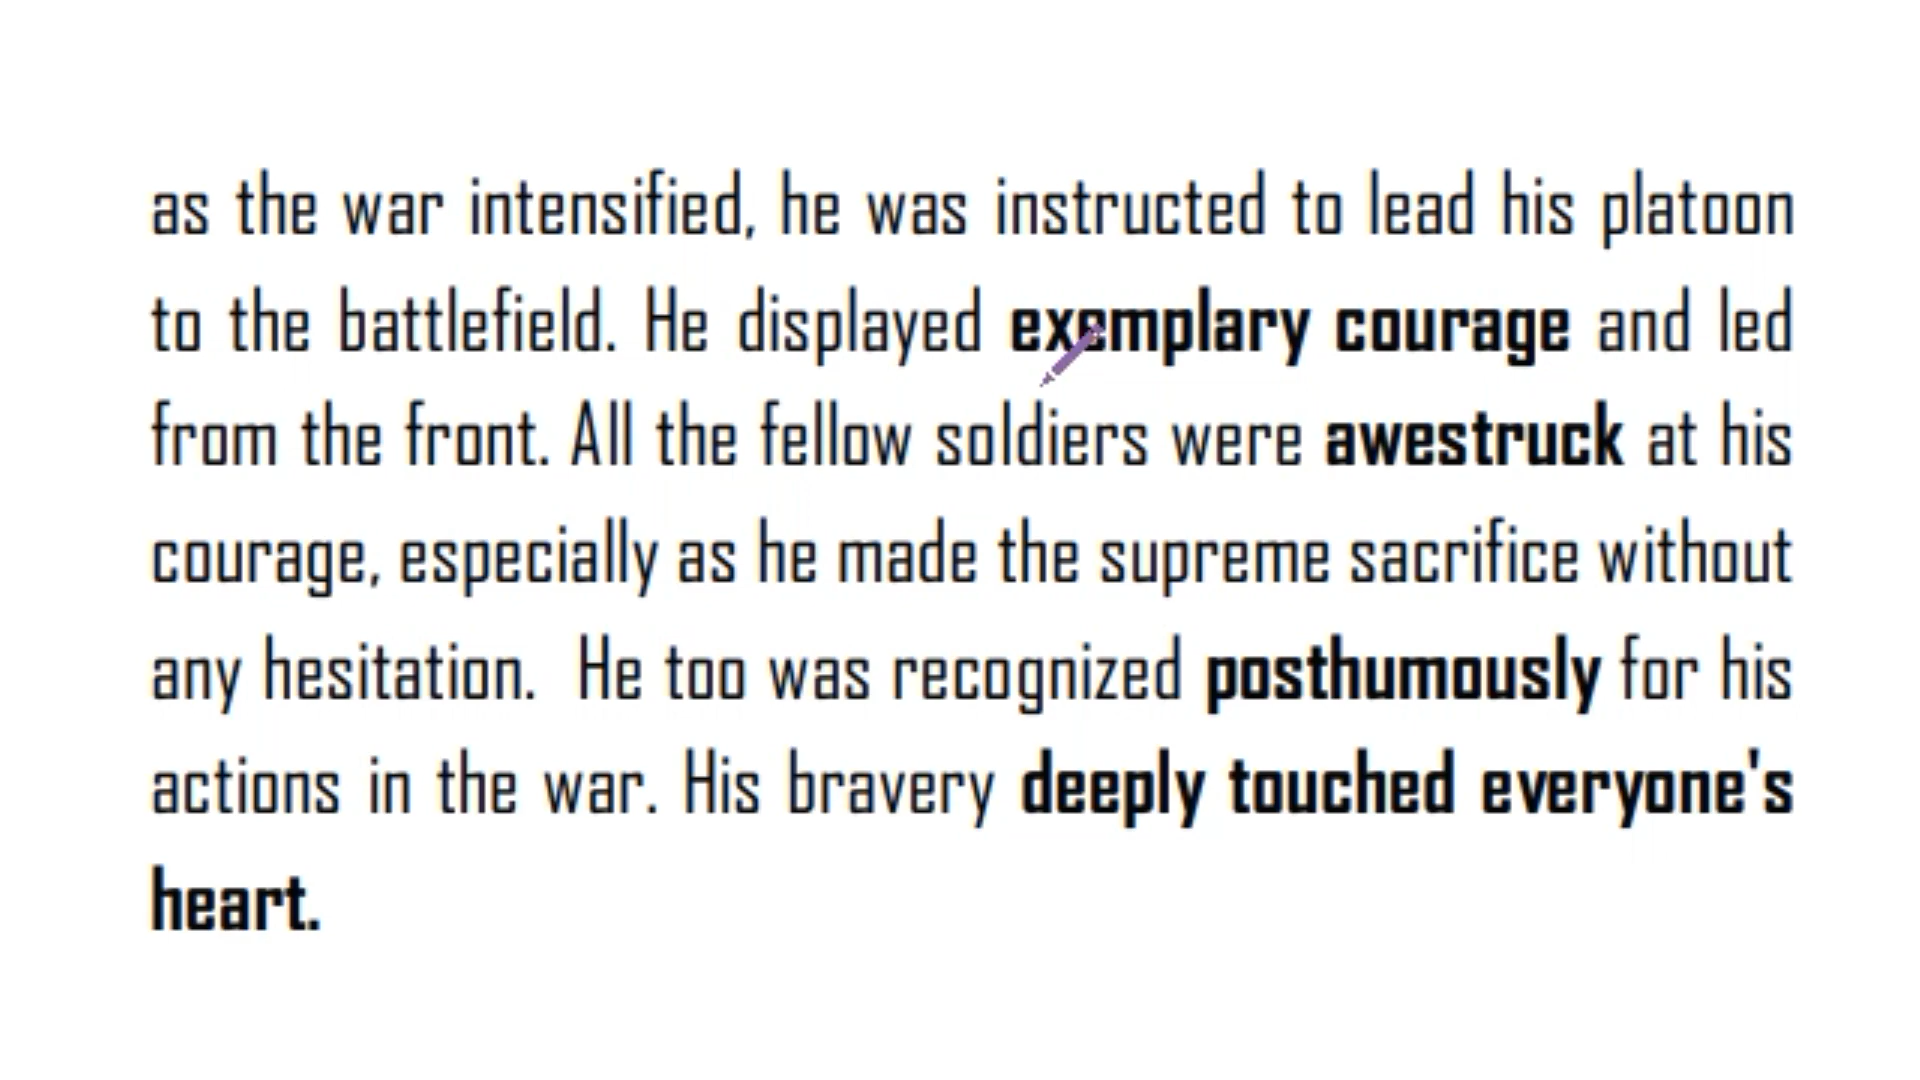 as the war intensified, he was instructed to lead his platoon
to the battlefield. He displayed exemplary courage and led
from the front. All the fellow soldiers were awestruck at his
courage, especially as he made the supreme sacrifice without
any hesitation.  He too was recognized posthumously for his
actions in the war. His bravery deeply touched everyone's
heart.